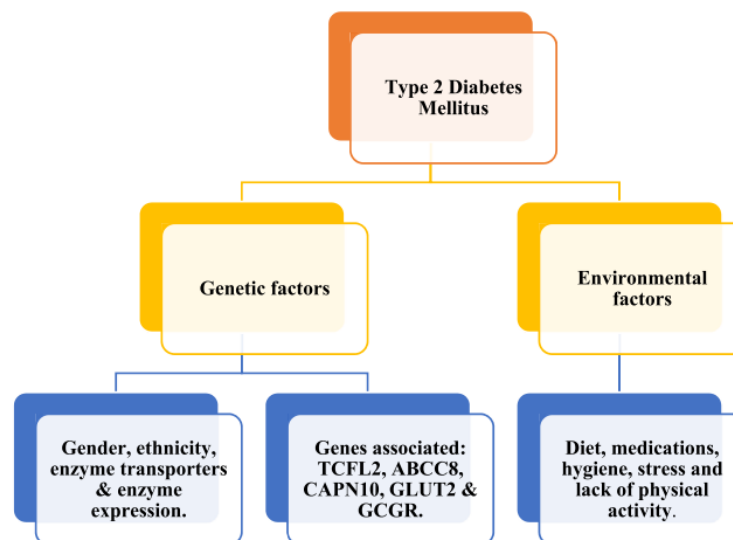 Type 2 Diabetes
Mellitus
Genetic factors
Environmental
factors
Gender, ethnicity,
enzyme transporters
& enzyme
expression.
Genes associated:
TCFL2, ABCC8,
CAPN10, GLUT2 &
GCGR.
Diet, medications,
hygiene, stress and
lack of physical
activity.